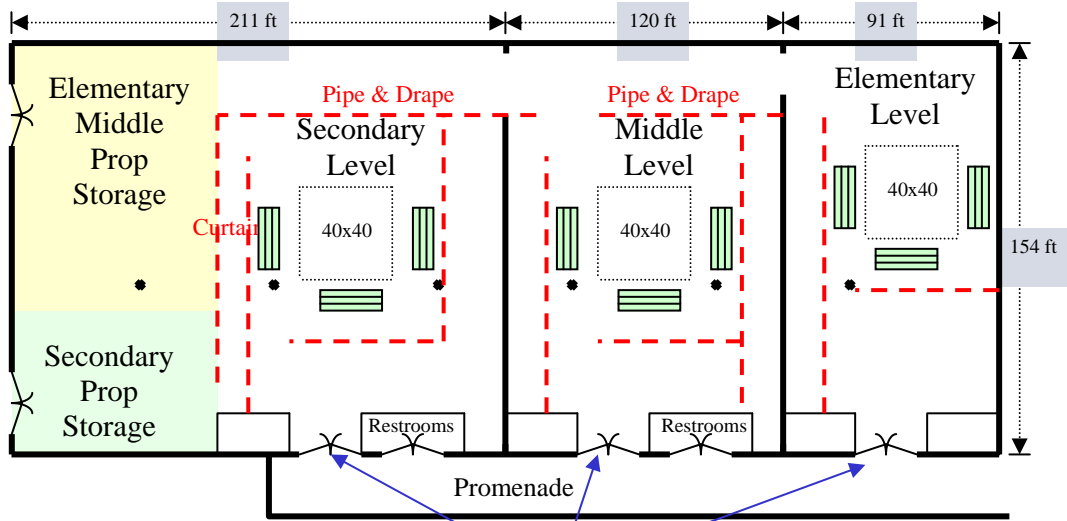 211 ft
120 ft
91 ft
Elementary
Middle
Prop
Storage
Pipe & Drape
Secondary
Level
Pipe & Drape
Middle
Level
Elementary
Level
40x40
40x40
40x40
Curtain
154 ft
Secondary
Prop
Storage
Restrooms
Restrooms
Promenade